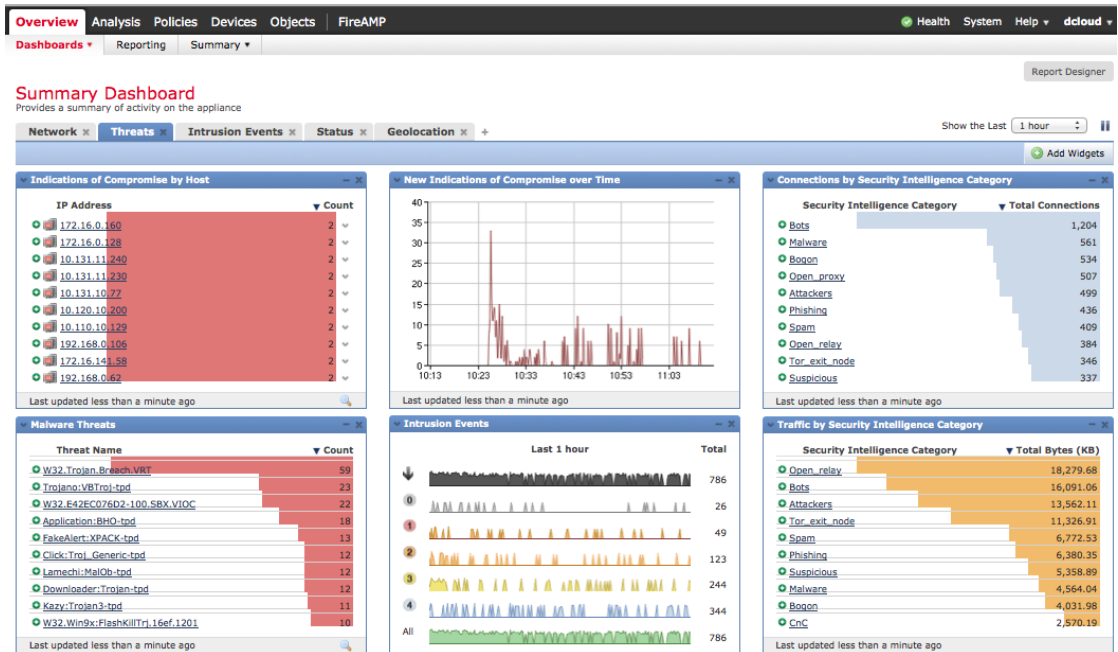 Overview Analysis Policies Devices Objects FireAMP Health System Help dcloud
Dashboards Reporting Summary
Report Designer
Summary Dashboard
Provides a summary of activity on the appliance
Network Threats Intrusion Events Status Geolocation + Show the Last 1 hour
Add Widgets
Indications of Compromise by Host
IP Address Count
172.16.0.160 2
172.16.0.128 2
10.131.11.240 2
10.131.11.230 2
10.131.10.77 2
10.120.10.200 2
10.110.10.129 2
192.168.0.106 2
172.16.141.58 2
192.168.0.62 2
Last updated less than a minute ago
New Indications of Compromise over Time
40
35
30
25
20
15
10
5
0
10:13 10:23 10:33 10:43 10:53 11:03
Last updated less than a minute ago
Connections by Security Intelligence Category
Security Intelligence Category Total Connections
Bots 1,204
Malware 561
Bogon 534
Open_proxy 507
Attackers 499
Phishing 436
Spam 409
Open_relay 384
Tor_exit_node 346
Suspicious 337
Last updated less than a minute ago
Malware Threats
Threat Name Count
W32.Trojan.Breach.VRT 59
Trojano:VBTroj-tpd 23
W32.E42EC076D2-100.SBX.VIOC 22
Application:BHO-tpd 18
FakeAlert:XPACK-tpd 13
Click:Troj_Generic-tpd 12
Lamechi:MalOb-tpd 12
Downloader:Trojan-tpd 12
Kazy:Trojan3-tpd 11
W32.Win9x:FlashKillTrj.16ef.1201 10
Last updated less than a minute ago
Intrusion Events
Last 1 hour Total
786
0 26
1 49
2 123
3 244
4 344
All 786
Traffic by Security Intelligence Category
Security Intelligence Category Total Bytes (KB)
Open_relay 18,279.68
Bots 16,091.06
Attackers 13,562.11
Tor_exit_node 11,326.91
Spam 6,772.53
Phishing 6,380.35
Suspicious 5,358.89
Malware 4,564.04
Bogon 4,031.98
CnC 2,570.19
Last updated less than a minute ago